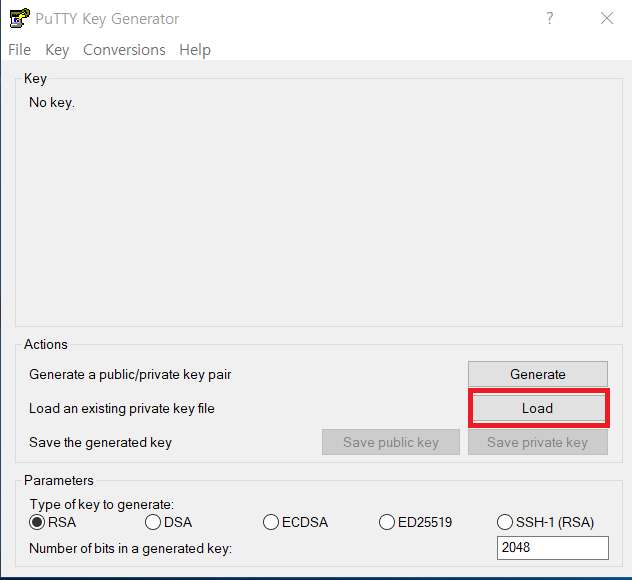 PuTTY Key Generator ?
File Key Conversions Help
Key
No key.
Actions
Generate a public/private key pair Generate
Load an existing private key file Load
Save the generated key Save public key Save private key
Parameters
Type of key to generate:
RSA DSA ECDSA ED25519 SSH-1 (RSA)
Number of bits in a generated key: 2048